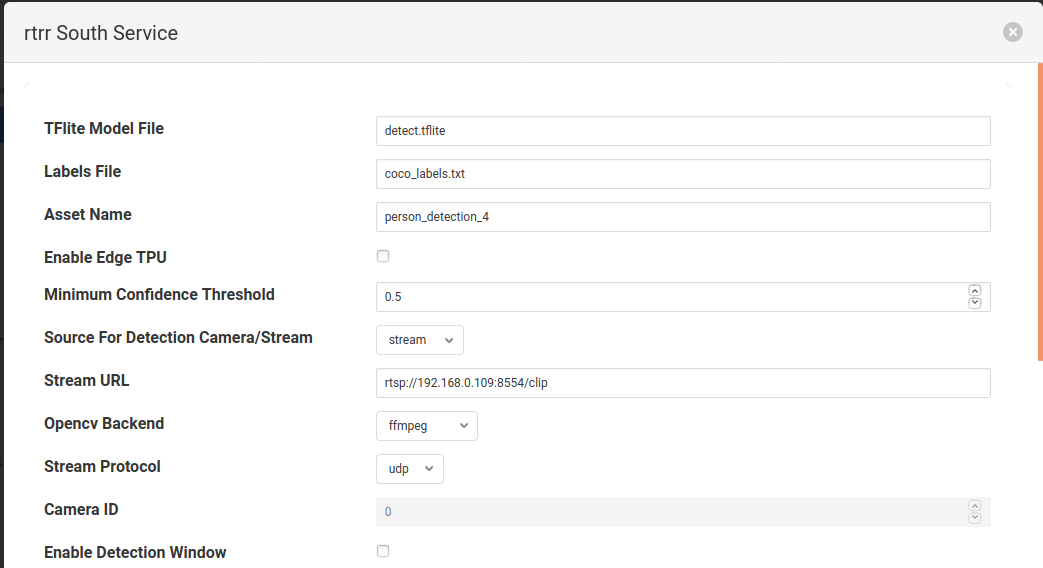 rtrr South Service
TFlite Model File
detect.tflite
Labels File
coco_labels.txt
Asset Name
person_detection_4
Enable Edge TPU
Minimum Confidence Threshold
0.5
Source For Detection Camera/Stream
stream
Stream URL
rtsp://192.168.0.109:8554/clip
Opencv Backend
ffmpeg
Stream Protocol
udp
Camera ID
0
Enable Detection Window